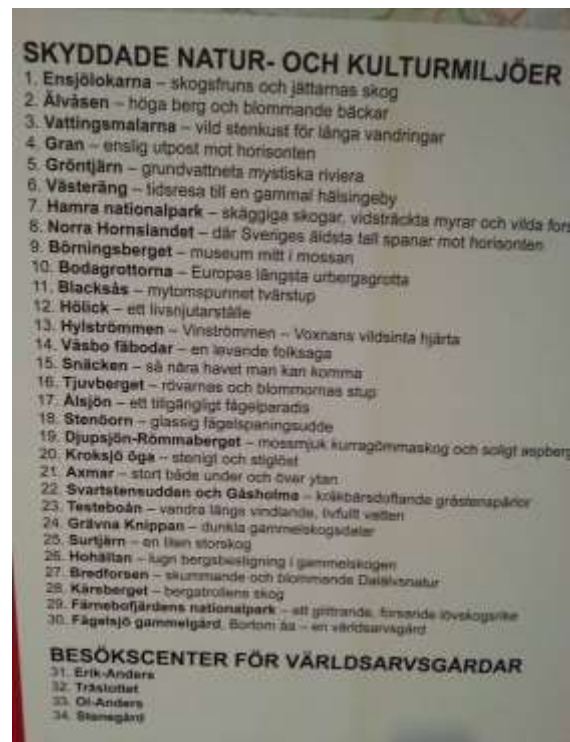 SKYDDADE NATUR- OCH KULTURMILJÖER
1. Ensjölokarna – skogsfruns och jättarnas skog
2. Älvåsen – höga berg och blommande bäckar
3. Vattingsmalarna – vild stenkust för långa vandringar
4. Gran – enslig utpost mot horisonten
5. Gröntjärn – grundvattnets mystiska riviera
6. Västeräng – tidsresa till en gammal hälsingeby
7. Hamra nationalpark – skäggiga skogar, vidsträckta myrar och vilda fors
8. Norra Hornslandet – där Sveriges äldsta tall spanar mot horisonten
9. Börningsberget – museum mitt i mossan
10. Bodagrottorna – Europas längsta urbergsgrotta
11. Blacksås – mytomspunnet tvärstup
12. Hölick – ett livsnjutarställe
13. Hylströmmen – Vinströmmen – Voxnans vildsinta hjärta
14. Växbo fäbodar – en levande folksaga
15. Snäcken – så nära havet man kan komma
16. Tjuvberget – rövarnas och blommornas stup
17. Ålsjön – ett tillgängligt fågelparadis
18. Stenöorn – glassig fågelspaningsudde
19. Djupsjön-Römmaberget – mossmjuk kurragömmaskog och soligt aspberg
20. Kroksjö öga – stenigt och stiglöst
21. Axmar – stort både under och över ytan
22. Svartstensudden och Gåsholma – kråkbärsdoftande gråstenspärlor
23. Testeboån – vandra längs vindlande, livfullt vatten
24. Grävna Knippan – dunkla gammelskogsdalar
25. Surtjärn – en liten storskog
26. Hohällan – lugn bergsbestigning i gammelskogen
27. Bredforsen – skummande och blommande Dalälvsnatur
28. Kårsberget – bergatrollens skog
29. Färnebofjärdens nationalpark – ett glittrande, forsande lövskogsrike
30. Fågelsjö gammelgård, Bortom åa – en världsarvsgård
BESÖKSCENTER FÖR VÄRLDSARVSGÅRDAR
31. Erik-Anders
32. Träslottet
33. Ol-Anders
34. Stenegård